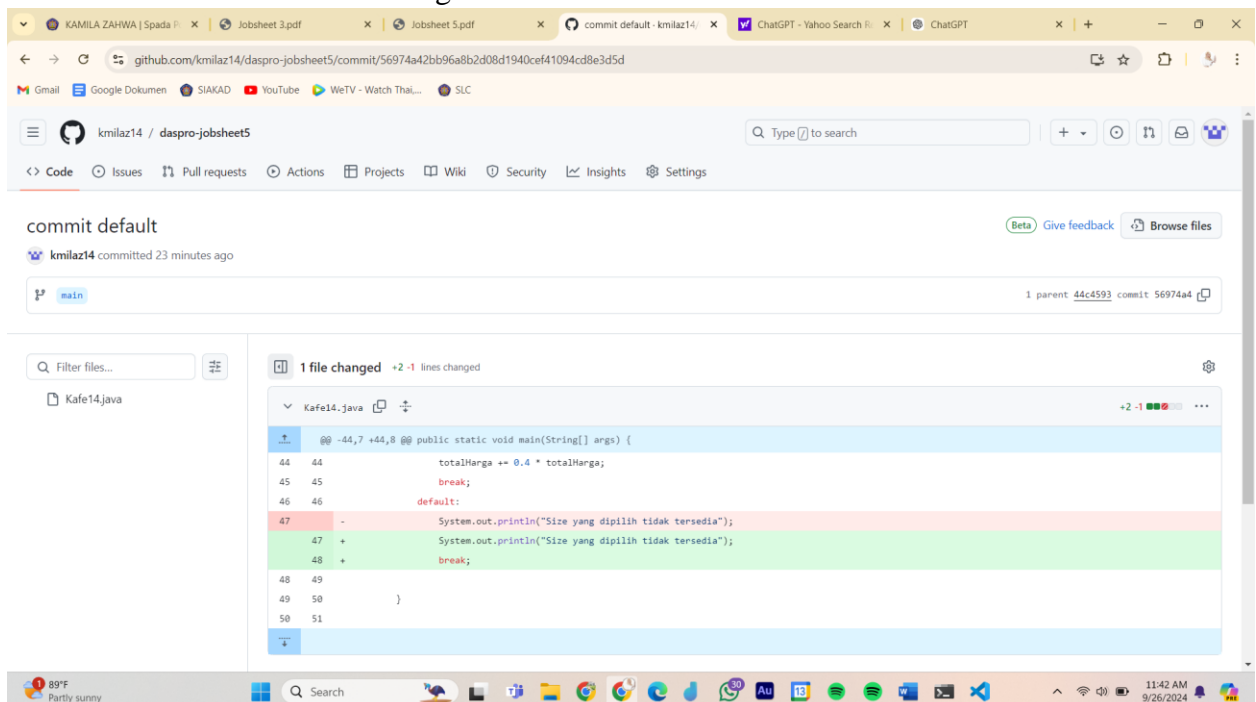 KAMILA ZAHWA | Spada P
Jobsheet 3.pdf
Jobsheet 5.pdf
commit default · kmilaz14/
ChatGPT - Yahoo Search R
ChatGPT
github.com/kmilaz14/daspro-jobsheet5/commit/56974a42bb96a8b2d08d1940cef41094cd8e3d5d
Gmail Google Dokumen SIAKAD YouTube WeTV - Watch Thai,... SLC
kmilaz14 / daspro-jobsheet5
Type / to search
Code Issues Pull requests Actions Projects Wiki Security Insights Settings
commit default
Beta Give feedback Browse files
kmilaz14 committed 23 minutes ago
main
1 parent 44c4593 commit 56974a4
Filter files...
1 file changed +2 -1 lines changed
Kafe14.java
Kafe14.java
+2 -1
@@ -44,7 +44,8 @@ public static void main(String[] args) {
44 44 totalHarga += 0.4 * totalHarga;
45 45 break;
46 46 default:
47 - System.out.println("Size yang dipilih tidak tersedia");
47 + System.out.println("Size yang dipilih tidak tersedia");
48 + break;
48 49
49 50 }
50 51
1
89°F
Partly sunny
Search
30
Au
13
11:42 AM
9/26/2024
PRE